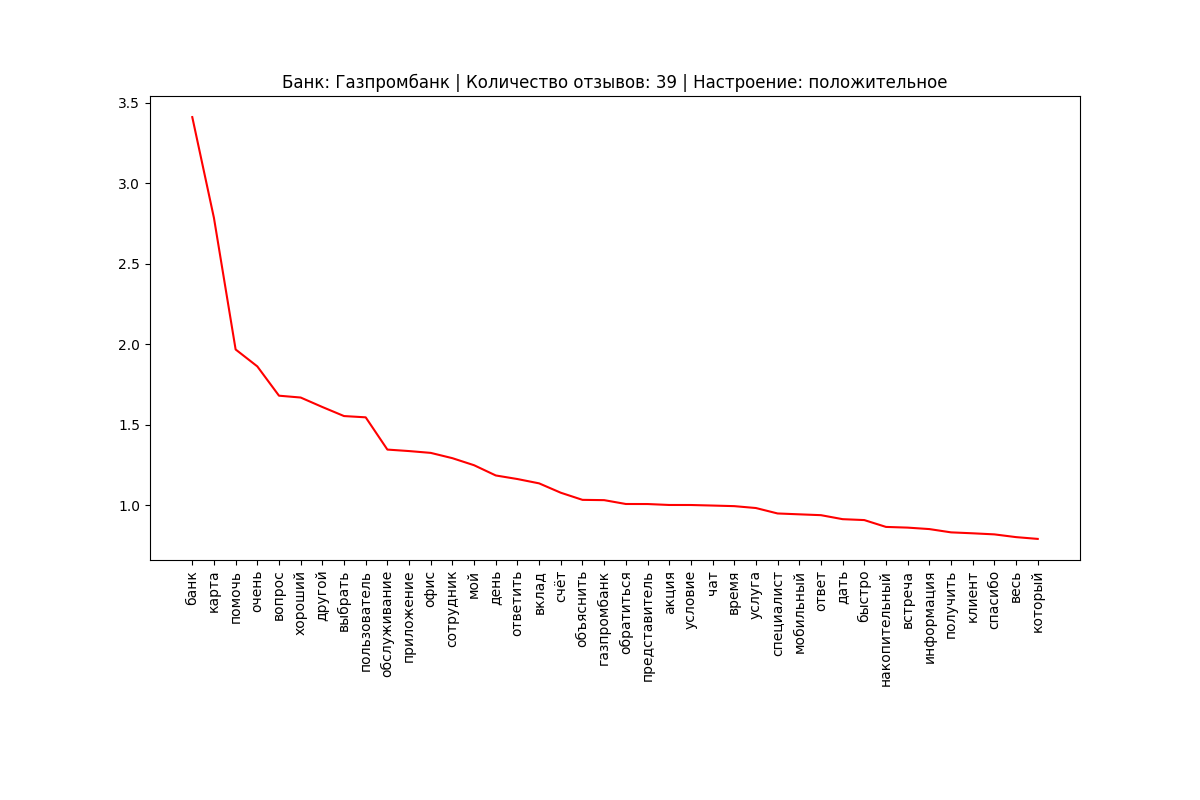 Банк: Газпромбанк | Количество отзывов: 39 | Настроение: положительное
3.5
3.0
2.5
2.0
1.5
1.0
банк
карта
помочь
очень
вопрос
хороший
другой
выбрать
пользователь
обслуживание
приложение
офис
сотрудник
мой
день
ответить
вклад
счёт
объяснить
газпромбанк
обратиться
представитель
акция
условие
чат
время
услуга
специалист
мобильный
ответ
дать
быстро
накопительный
встреча
информация
получить
клиент
спасибо
весь
который